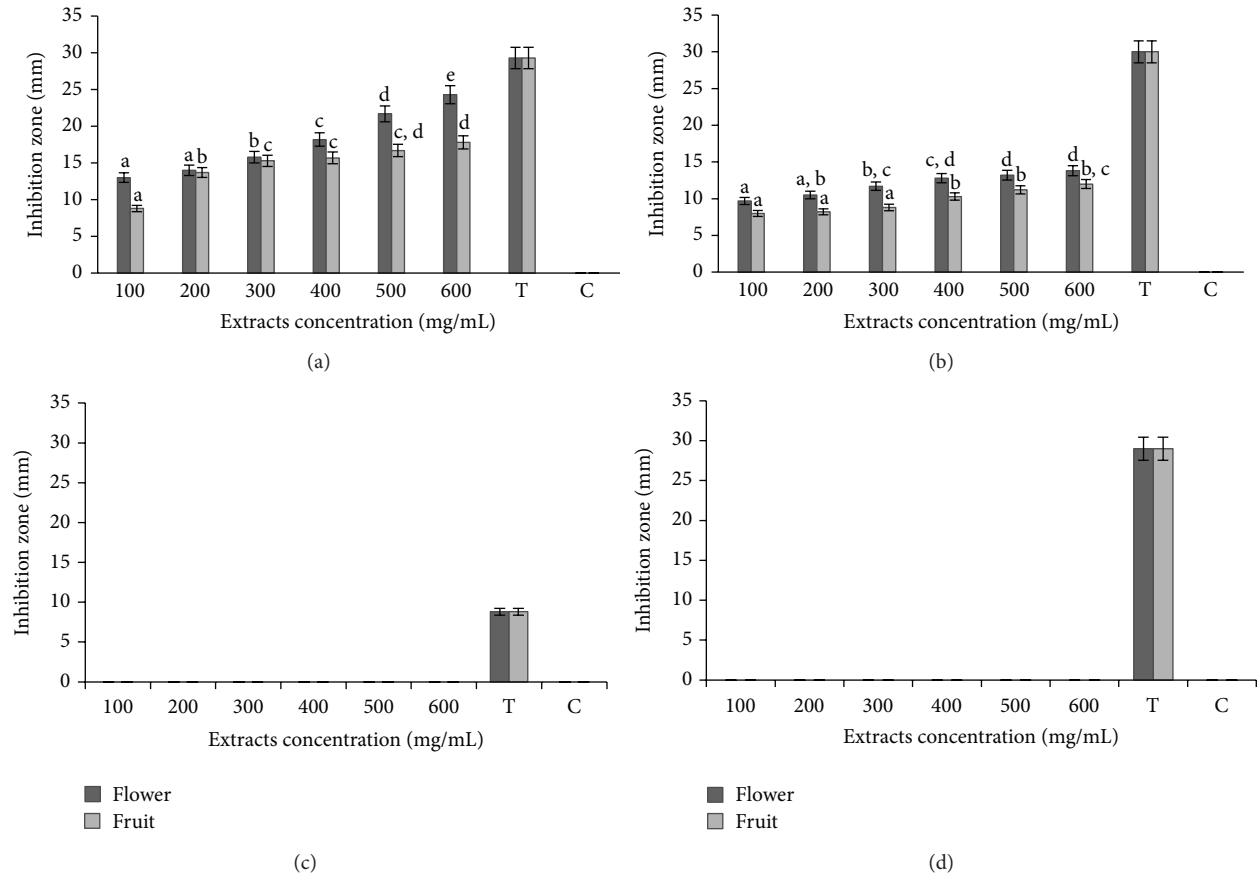 35
30
25
20
15
10
5
0
Inhibition zone (mm)
a
a
a
b
b
c
c
c
d
c, d
e
d
100 200 300 400 500 600 T C
Extracts concentration (mg/mL)
(a)
35
30
25
20
15
10
5
0
Inhibition zone (mm)
a
a
a, b
a
b, c
a
c, d
b
d
b
d
b, c
100 200 300 400 500 600 T C
Extracts concentration (mg/mL)
(b)
35
30
25
20
15
10
5
0
Inhibition zone (mm)
100 200 300 400 500 600 T C
Extracts concentration (mg/mL)
Flower
Fruit
(c)
35
30
25
20
15
10
5
0
Inhibition zone (mm)
100 200 300 400 500 600 T C
Extracts concentration (mg/mL)
Flower
Fruit
(d)